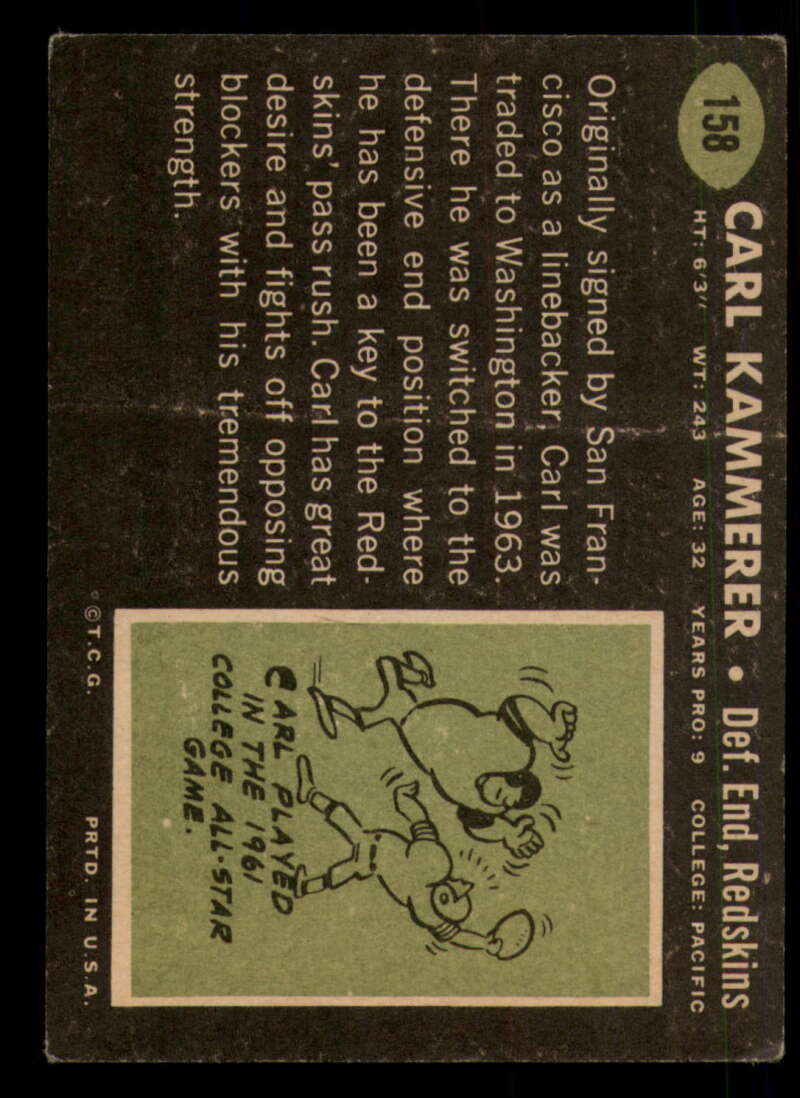 158
CARL KAMMERER • Def. End, Redskins
HT: 6'3" WT: 243 AGE: 32 YEARS PRO: 9 COLLEGE: PACIFIC
Originally signed by San Fran-
cisco as a linebacker, Carl was
traded to Washington in 1963.
There he was switched to the
defensive end position where
he has been a key to the Red-
skins' pass rush. Carl has great
desire and fights off opposing
blockers with his tremendous
strength.
CARL PLAYED
IN THE 1961
COLLEGE ALL-STAR
GAME.
©T.C.G. PRTD. IN U.S.A.